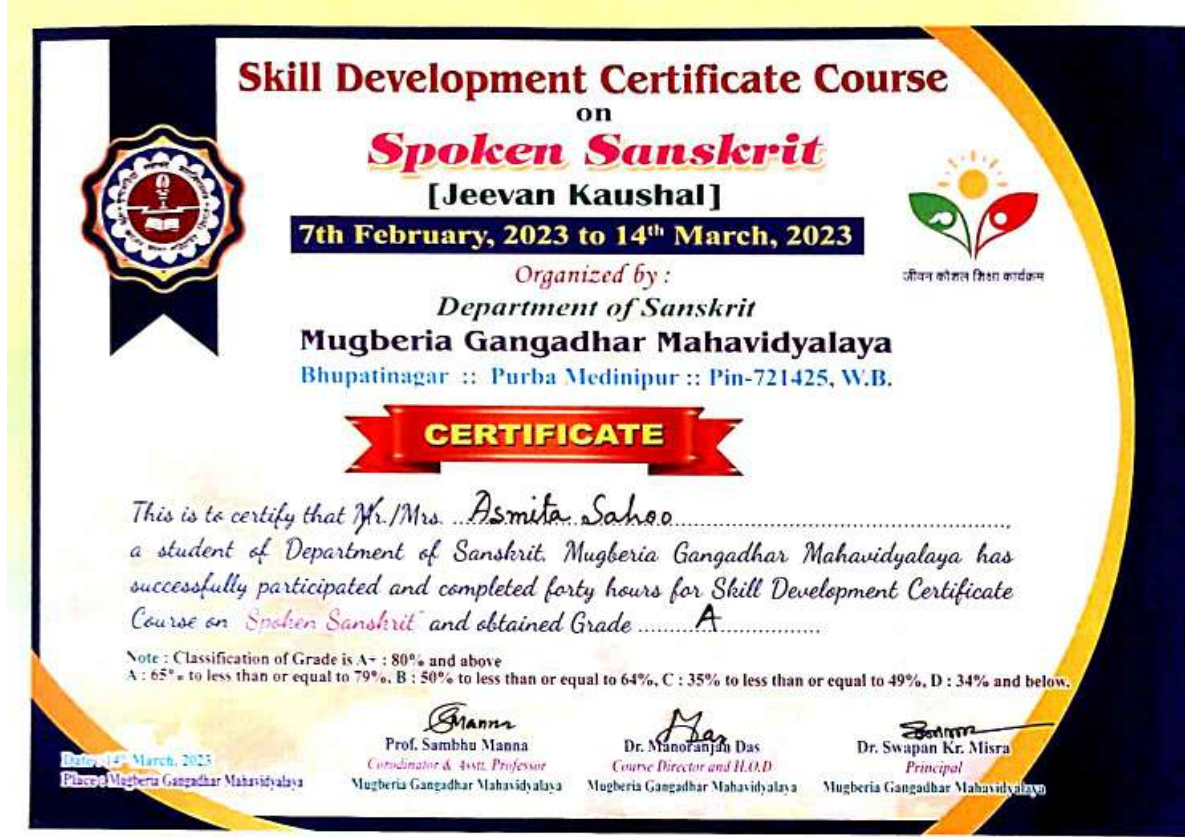 Skill Development Certificate Course
on
Spoken Sanskrit
[Jeevan Kaushal]
7th February, 2023 to 14th March, 2023
Organized by :
जीवन कौशल शिक्षा कार्यक्रम
Department of Sanskrit
Mugberia Gangadhar Mahavidyalaya
Bhupatinagar :: Purba Medinipur :: Pin-721425, W.B.
CERTIFICATE
This is to certify that Mr./Mrs. Asmita Sahoo
a student of Department of Sanskrit, Mugberia Gangadhar Mahavidyalaya has
successfully participated and completed forty hours for Skill Development Certificate
Course on "Spoken Sanskrit" and obtained Grade A
Note : Classification of Grade is A+ : 80% and above
A : 65% to less than or equal to 79%, B : 50% to less than or equal to 64%, C : 35% to less than or equal to 49%, D : 34% and below.
Manna
Das
Prof. Sambhu Manna
Dr. Manoranjan Das
Dr. Swapan Kr. Misra
Date : 14th March, 2023
Corodinator & Asstt. Professor
Course Director and H.O.D
Principal
Place : Mugberia Gangadhar Mahavidyalaya
Mugberia Gangadhar Mahavidyalaya
Mugberia Gangadhar Mahavidyalaya
Mugberia Gangadhar Mahavidyalaya